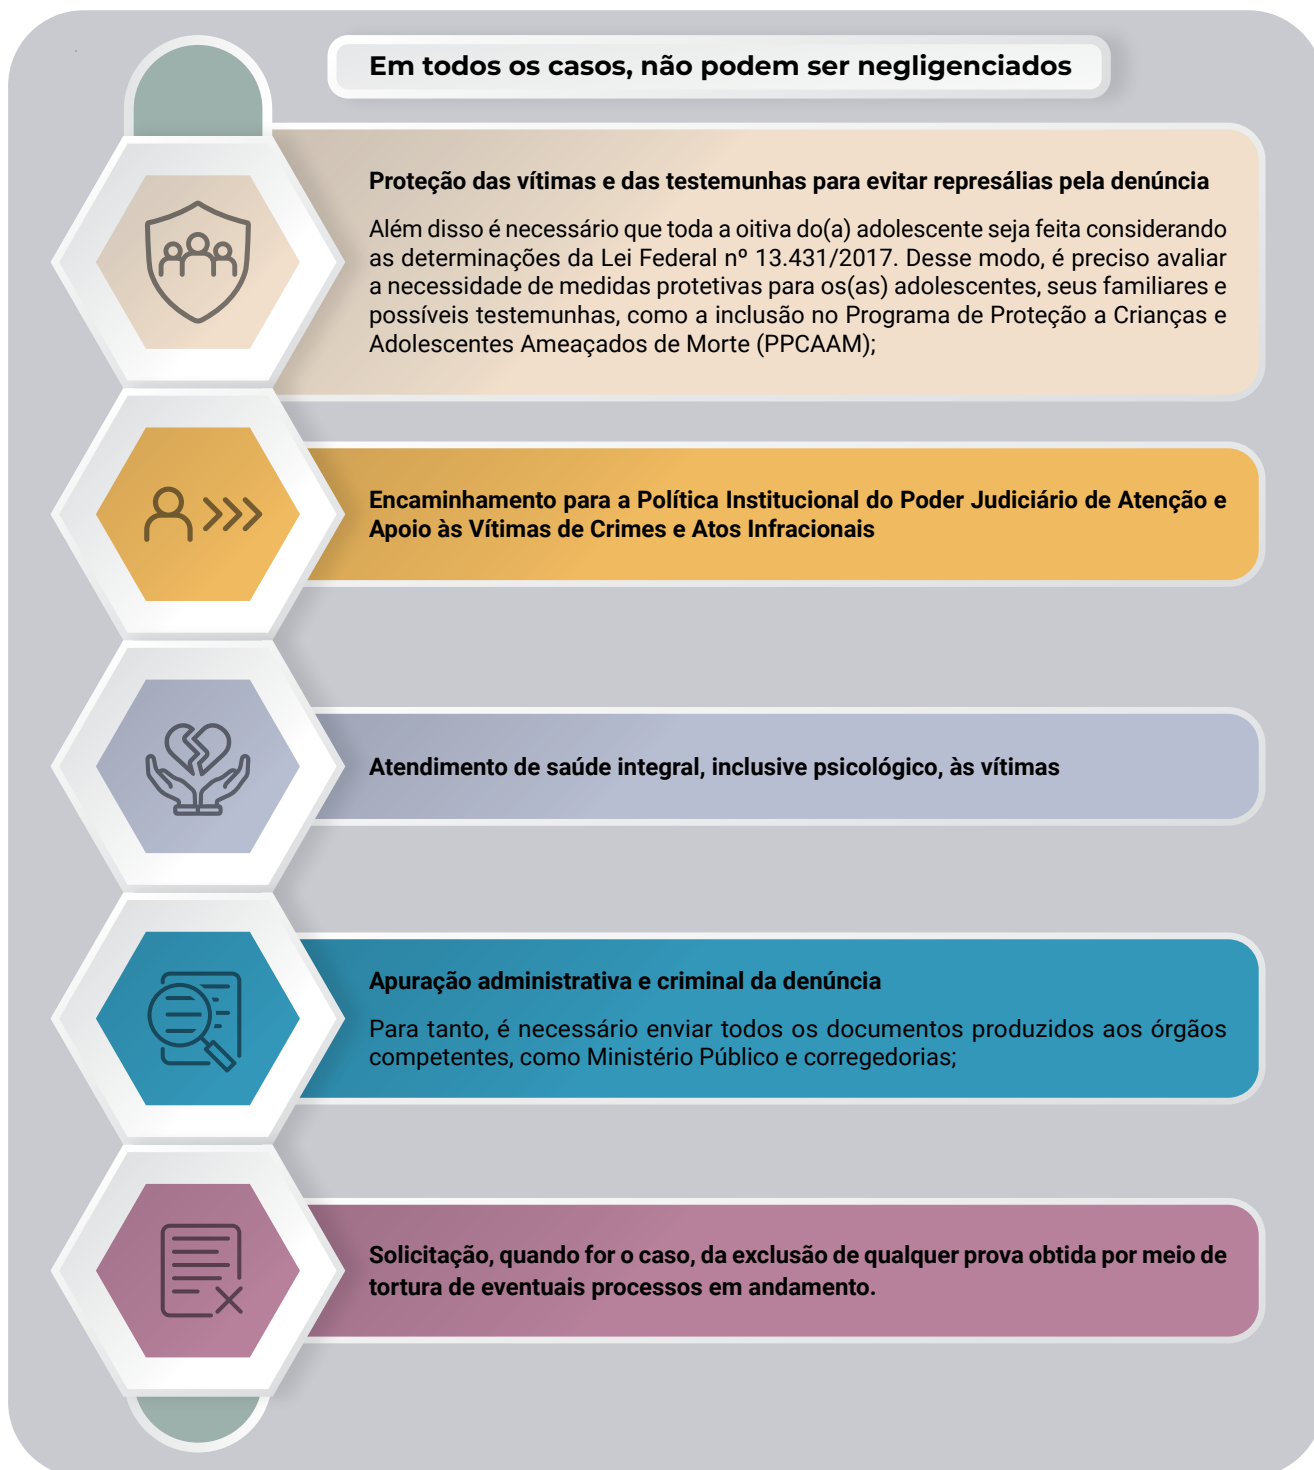 Em todos os casos, não podem ser negligenciados
Proteção das vítimas e das testemunhas para evitar represálias pela denúncia
Além disso é necessário que toda a oitiva do(a) adolescente seja feita considerando
as determinações da Lei Federal nº 13.431/2017. Desse modo, é preciso avaliar
a necessidade de medidas protetivas para os(as) adolescentes, seus familiares e
possíveis testemunhas, como a inclusão no Programa de Proteção a Crianças e
Adolescentes Ameaçados de Morte (PPCAAM);
Encaminhamento para a Política Institucional do Poder Judiciário de Atenção e
Apoio às Vítimas de Crimes e Atos Infracionais
Atendimento de saúde integral, inclusive psicológico, às vítimas
Apuração administrativa e criminal da denúncia
Para tanto, é necessário enviar todos os documentos produzidos aos órgãos
competentes, como Ministério Público e corregedorias;
Solicitação, quando for o caso, da exclusão de qualquer prova obtida por meio de
tortura de eventuais processos em andamento.